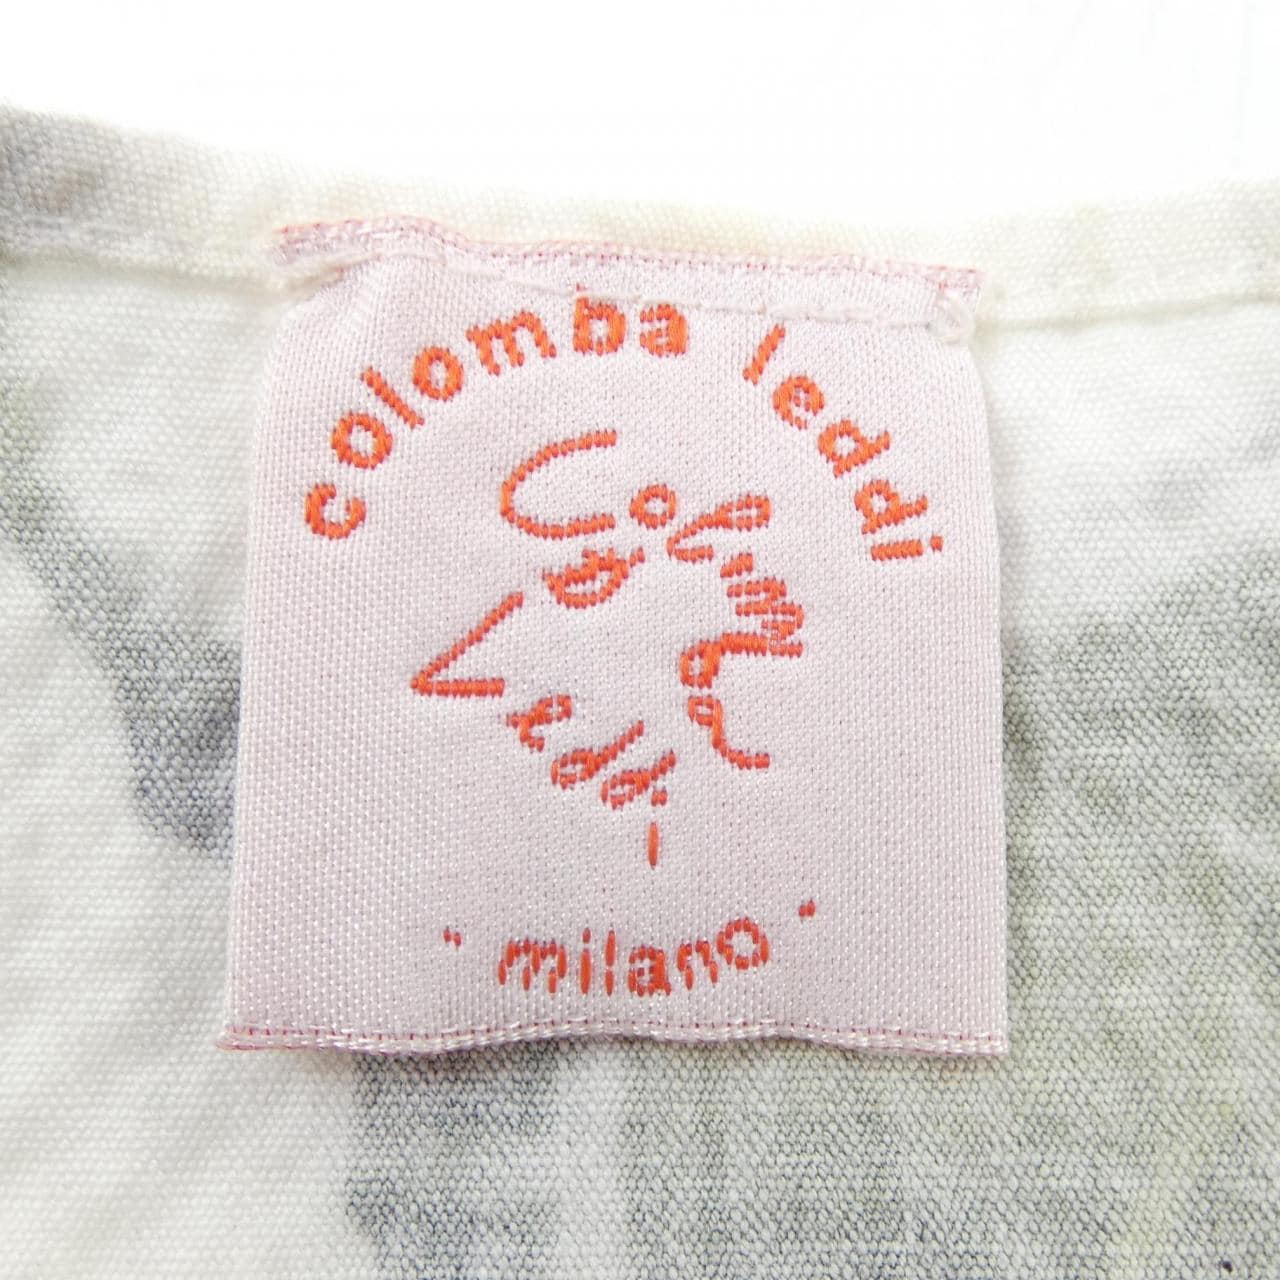 colomba leddi
Colomba
Leddi
" milano "